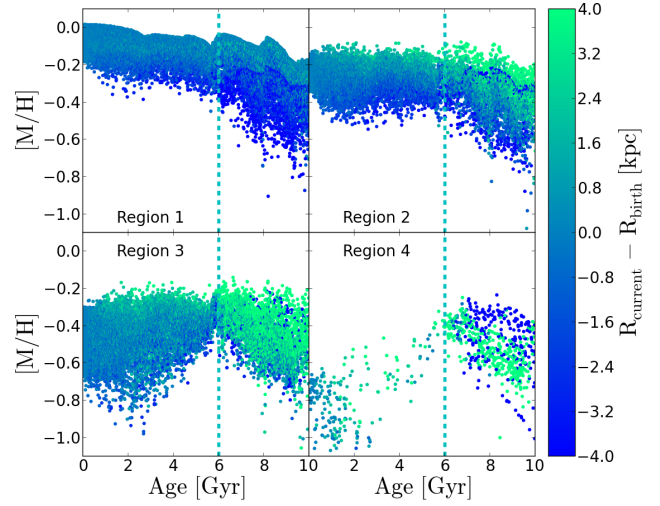 0.0
−0.2
−0.4
−0.6
−0.8
−1.0
[M/H]
Region 1
Region 2
0.0
−0.2
−0.4
−0.6
−0.8
−1.0
[M/H]
Region 3
Region 4
0 2 4 6 8 10
0 2 4 6 8 10
Age [Gyr]
Age [Gyr]
4.0
3.2
2.4
1.6
0.8
0.0
−0.8
−1.6
−2.4
−3.2
−4.0
R_current − R_birth [kpc]